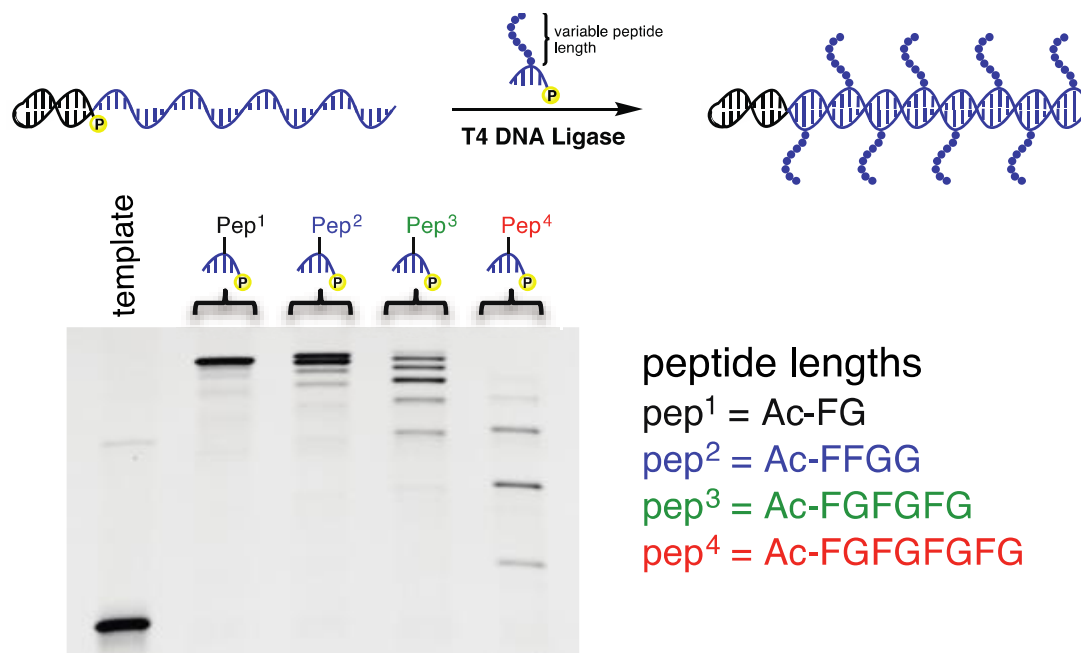 variable peptide
length
P
P
T4 DNA Ligase
template
Pep¹
Pep²
Pep³
Pep⁴
P
P
P
P
peptide lengths
pep¹ = Ac-FG
pep² = Ac-FFGG
pep³ = Ac-FGFGFG
pep⁴ = Ac-FGFGFGFG